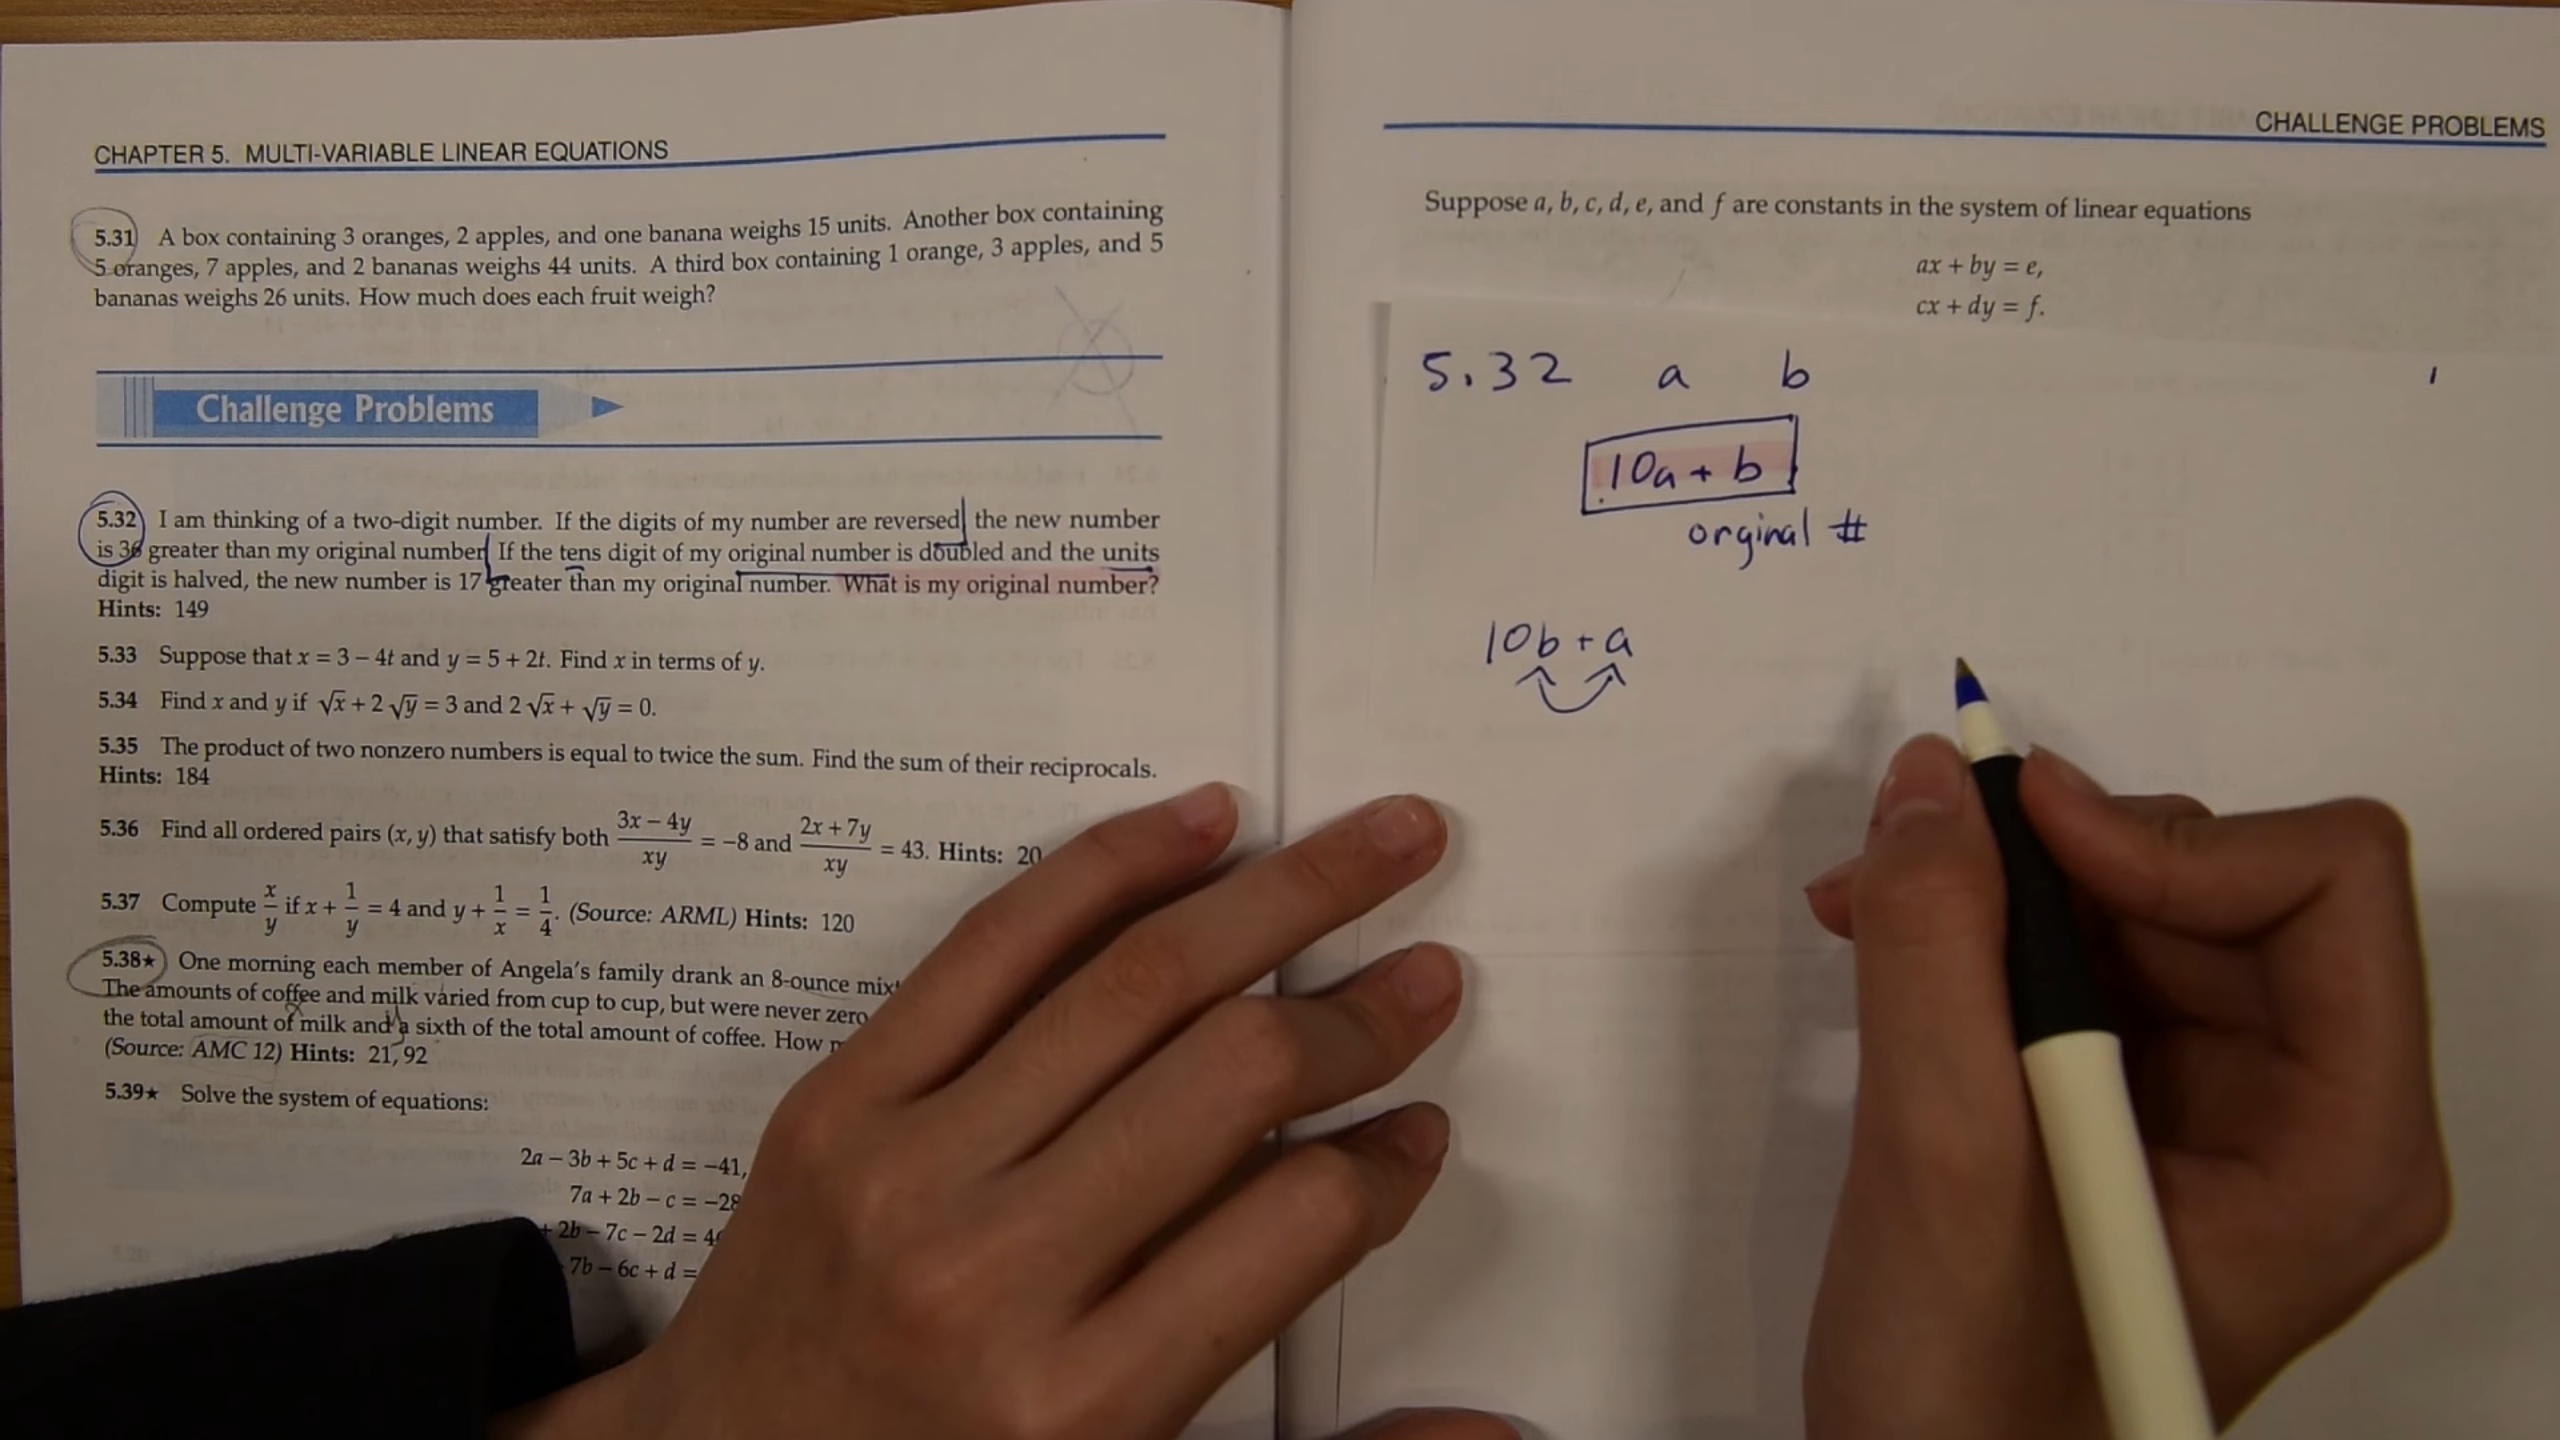 CHAPTER 5. MULTI-VARIABLE LINEAR EQUATIONS
5.31 A box containing 3 oranges, 2 apples, and one banana weighs 15 units. Another box containing
5 oranges, 7 apples, and 2 bananas weighs 44 units. A third box containing 1 orange, 3 apples, and 5
bananas weighs 26 units. How much does each fruit weigh?
Challenge Problems
5.32 I am thinking of a two-digit number. If the digits of my number are reversed the new number
is 36 greater than my original number. If the tens digit of my original number is doubled and the units
digit is halved, the new number is 17 greater than my original number. What is my original number?
Hints: 149
5.33 Suppose that x = 3 – 4t and y = 5 + 2t. Find x in terms of y.
5.34 Find x and y if √x + 2 √y = 3 and 2 √x + √y = 0.
5.35 The product of two nonzero numbers is equal to twice the sum. Find the sum of their reciprocals.
Hints: 184
5.36 Find all ordered pairs (x, y) that satisfy both (3x – 4y)/xy = –8 and (2x + 7y)/xy = 43. Hints: 20
5.37 Compute x/y if x + 1/y = 4 and y + 1/x = 1/4. (Source: ARML) Hints: 120
5.38★ One morning each member of Angela's family drank an 8-ounce
The amounts of coffee and milk varied from cup to cup, but were never zero
the total amount of milk and a sixth of the total amount of coffee. How
(Source: AMC 12) Hints: 21, 92
5.39★ Solve the system of equations:
2a – 3b + 5c + d = –41,
7a + 2b – c = –28
+ 2b – 7c – 2d =
7b – 6c + d =
CHALLENGE PROBLEMS
Suppose a, b, c, d, e, and f are constants in the system of linear equations
ax + by = e,
cx + dy = f.
5.32 a b
10a + b
orginal #
10b + a